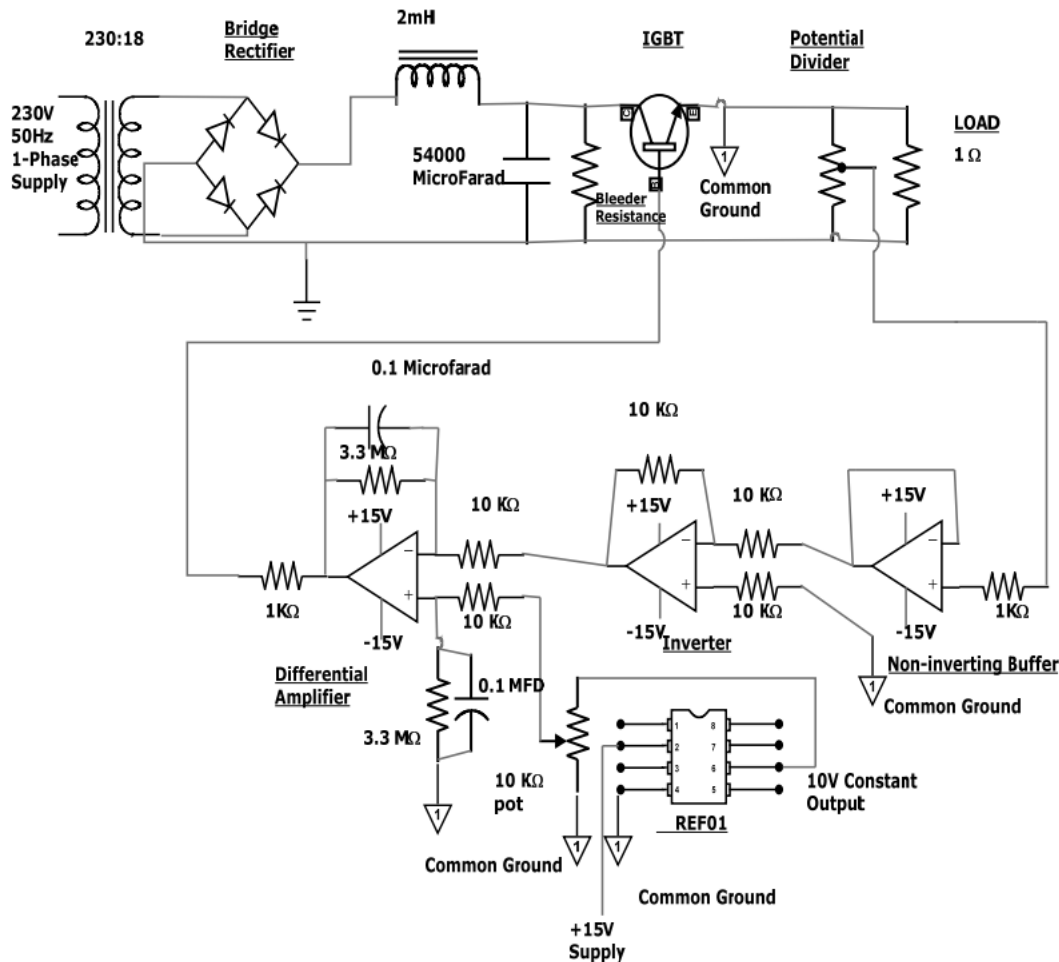 230:18
Bridge
Rectifier
2mH
IGBT
Potential
Divider
230V
50Hz
1-Phase
Supply
54000
MicroFarad
Bleeder
Resistance
C
E
B
1
Common
Ground
LOAD
1 Ω
0.1 Microfarad
3.3 MΩ
+15V
-15V
1KΩ
Differential
Amplifier
10 KΩ
10 KΩ
10 KΩ
+15V
-15V
Inverter
10 KΩ
10 KΩ
+15V
-15V
1KΩ
Non-inverting Buffer
1
Common Ground
0.1 MFD
3.3 MΩ
1
10 KΩ
pot
1
Common Ground
1
2
3
4
8
7
6
5
REF01
10V Constant
Output
1
Common Ground
+15V
Supply